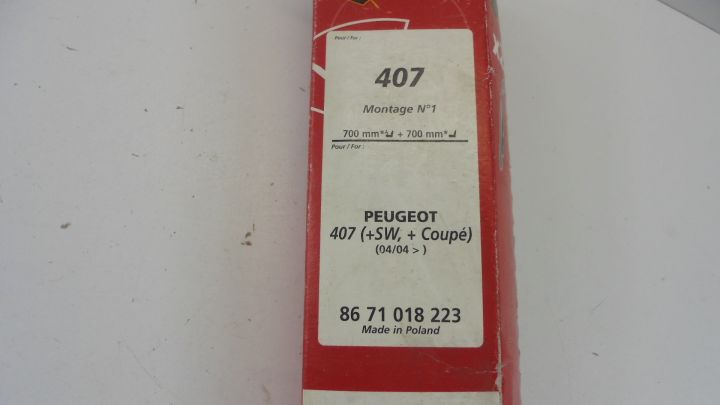 Pour / For :
407
Montage N°1
700 mm* + 700 mm*
Pour / For :
PEUGEOT
407 (+SW, + Coupé)
(04/04 > )
86 71 018 223
Made in Poland